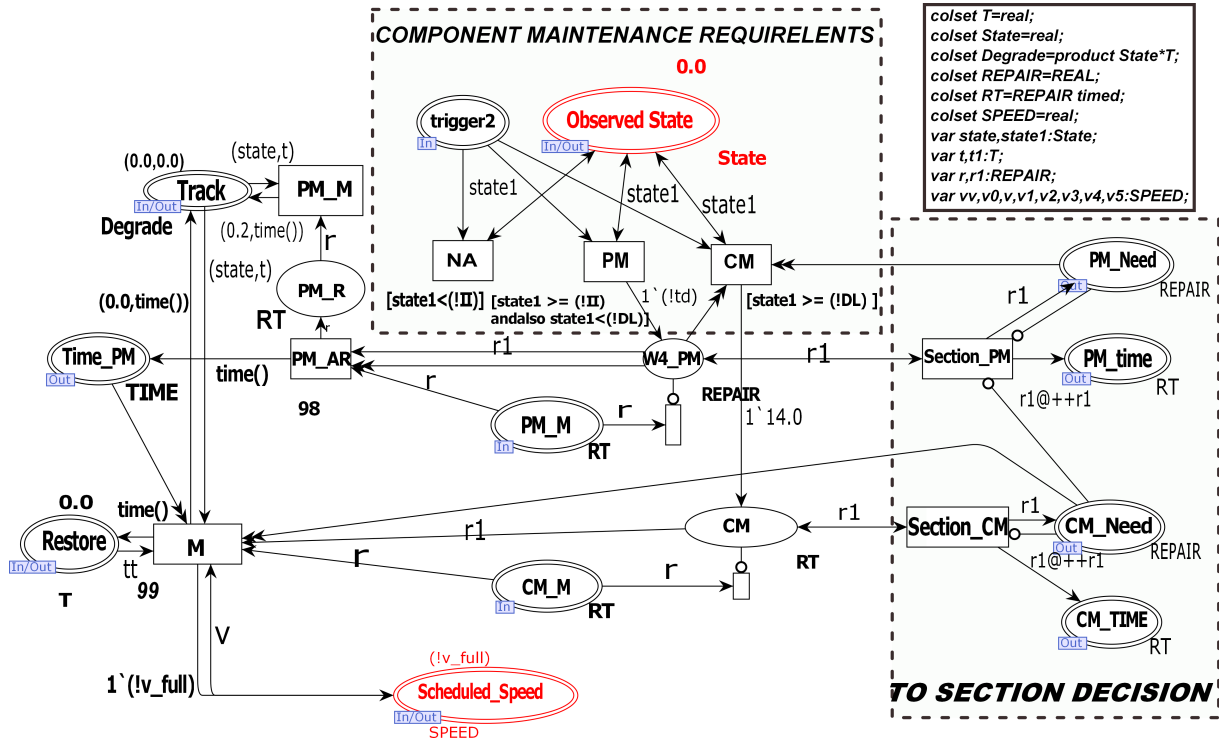 COMPONENT MAINTENANCE REQUIRELENTS
0.0
trigger2
In
Observed State
In/Out
State
state1
state1
state1
NA
PM
CM
[state1<(!II)]
[state1 >= (!II)
andalso state1<(!DL)]
[state1 >= (!DL) ]
1`(!td)
colset T=real;
colset State=real;
colset Degrade=product State*T;
colset REPAIR=REAL;
colset RT=REPAIR timed;
colset SPEED=real;
var state,state1:State;
var t,t1:T;
var r,r1:REPAIR;
var vv,v0,v,v1,v2,v3,v4,v5:SPEED;
(0.0,0.0)
(state,t)
Track
In/Out
Degrade
PM_M
(0.2,time())
r
(state,t)
PM_R
RT
r
(0.0,time())
Time_PM
Out
TIME
time()
PM_AR
98
r1
r
W4_PM
REPAIR
PM_M
In
RT
r
r1
1`14.0
Section_PM
r1
PM_Need
Out
REPAIR
PM_time
Out
RT
r1@++r1
0.0
Restore
In/Out
T
time()
tt
M
99
r1
r
CM
RT
CM_M
In
RT
r
r1
Section_CM
r1
CM_Need
Out
REPAIR
r1@++r1
CM_TIME
Out
RT
V
1`(!v_full)
(!v_full)
Scheduled_Speed
In/Out
SPEED
TO SECTION DECISION